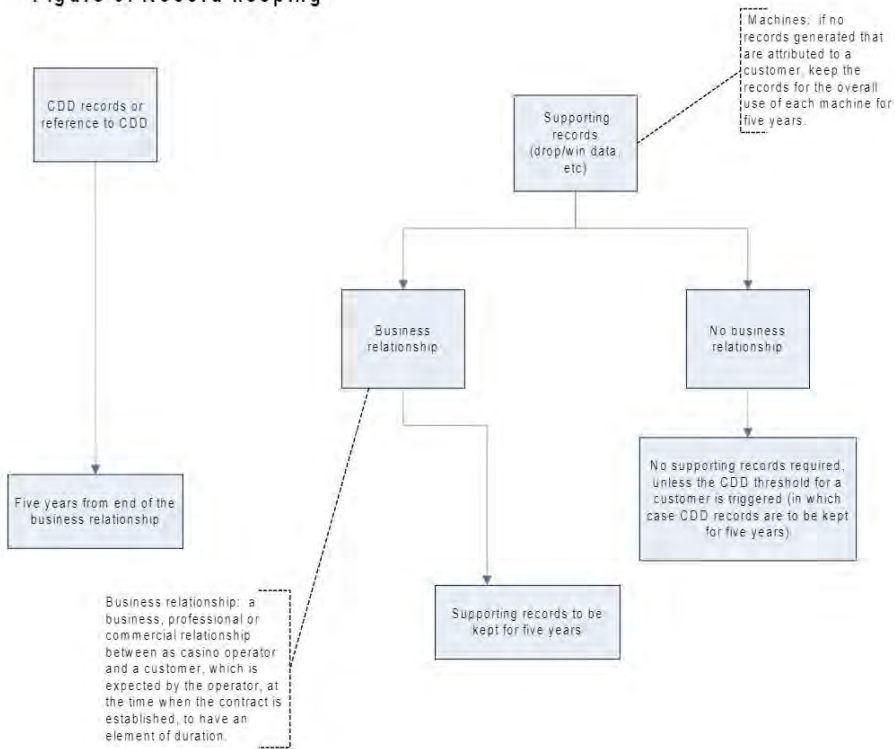 Machines: if no
records generated that
are attributed to a
customer, keep the
records for the overall
use of each machine for
five years.
CDD records or
reference to CDD
Supporting
records
(drop/win data,
etc)
Business
relationship
No business
relationship
Five years from end of the
business relationship
No supporting records required,
unless the CDD threshold for a
customer is triggered (in which
case CDD records are to be kept
for five years)
Business relationship: a
business, professional or
commercial relationship
between as casino operator
and a customer, which is
expected by the operator, at
the time when the contract is
established, to have an
element of duration.
Supporting records to be
kept for five years